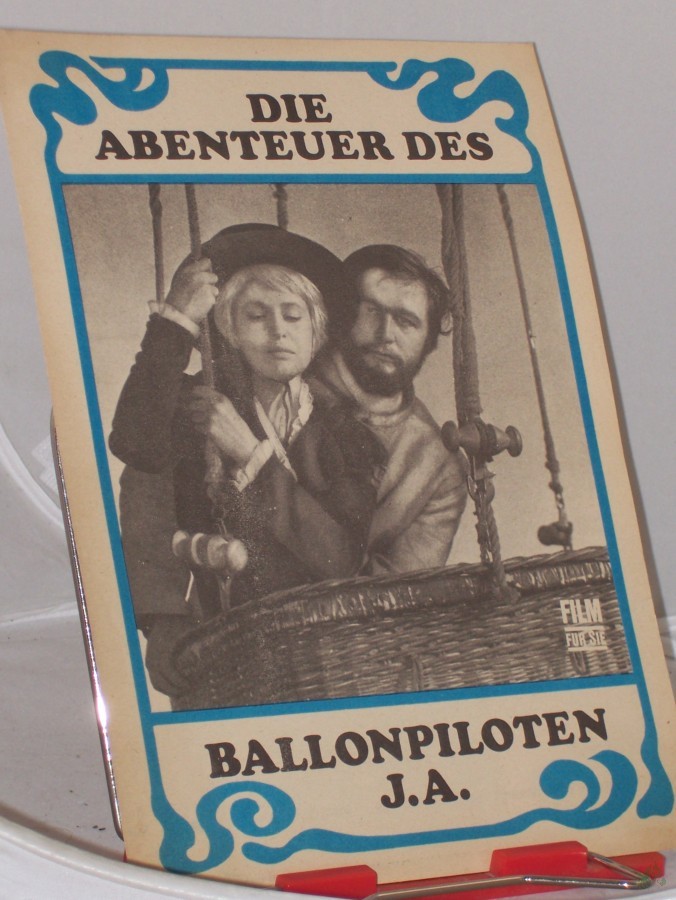 DIE
ABENTEUER DES
FILM
FÜR SIE
BALLONPILOTEN
J.A.